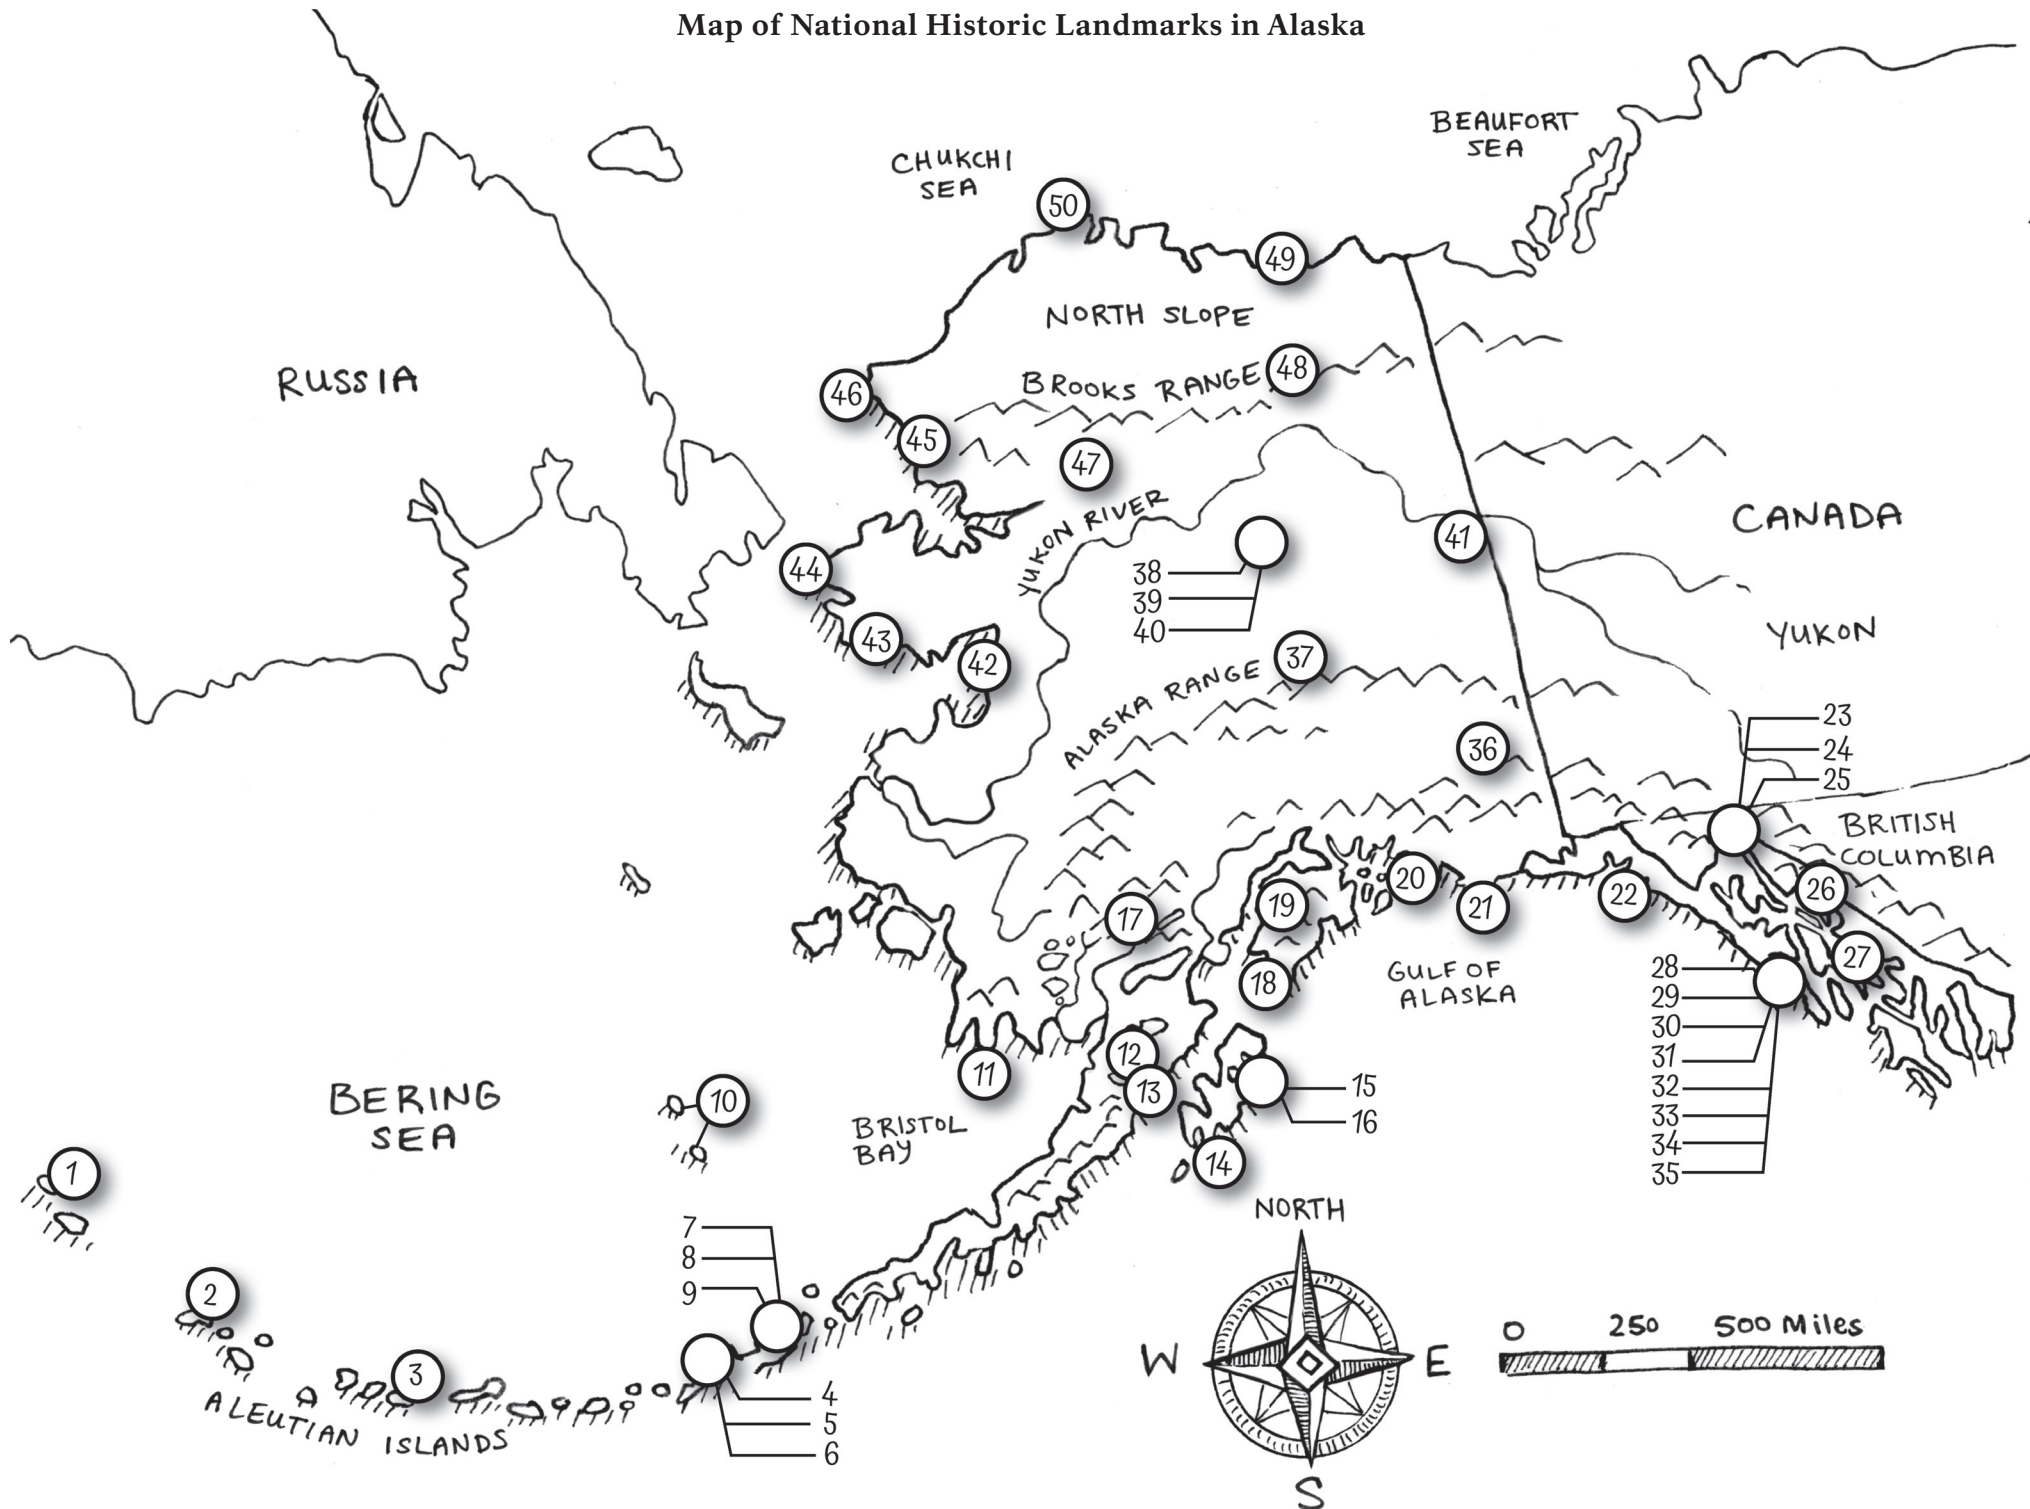 Map of National Historic Landmarks in Alaska
BEAUFORT
SEA
CHUKCHI
SEA
50
49
NORTH SLOPE
RUSSIA
BROOKS RANGE
48
46
45
47
YUKON RIVER
CANADA
41
44
38
39
40
43
42
YUKON
37
ALASKA RANGE
36
23
24
25
BRITISH
COLUMBIA
26
17
19
20
21
22
27
18
GULF OF
ALASKA
28
29
30
31
32
33
34
35
12
13
11
15
16
14
BERING
SEA
10
BRISTOL
BAY
1
2
3
ALEUTIAN ISLANDS
7
8
9
4
5
6
NORTH
W
E
S
0 250 500 Miles